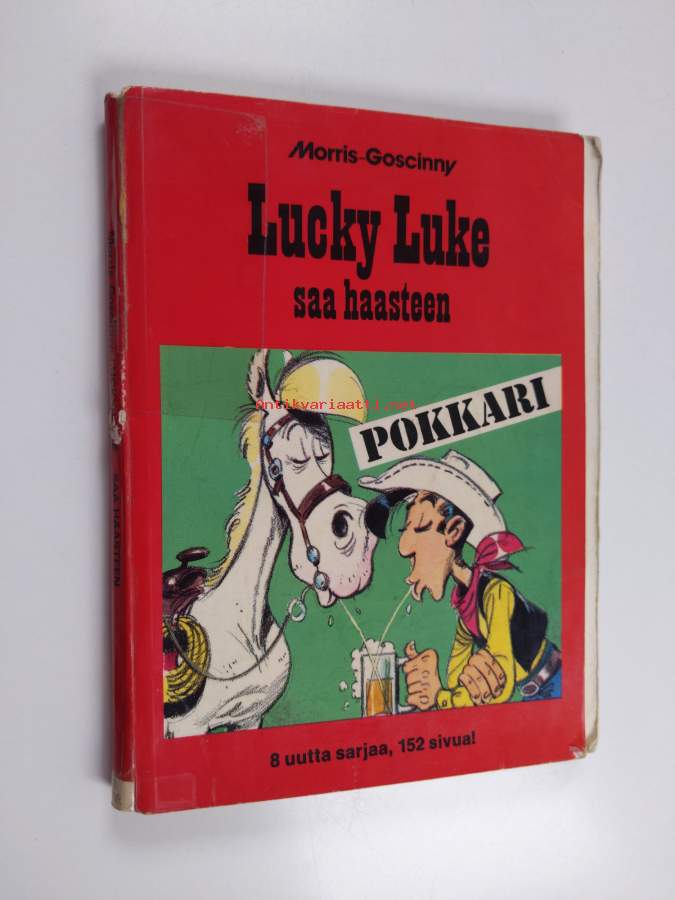 Morris-Goscinny
Lucky Luke
saa haasteen
Antikvariaatti.net
POKKARI
8 uutta sarjaa, 152 sivua!
SAA HAASTEEN